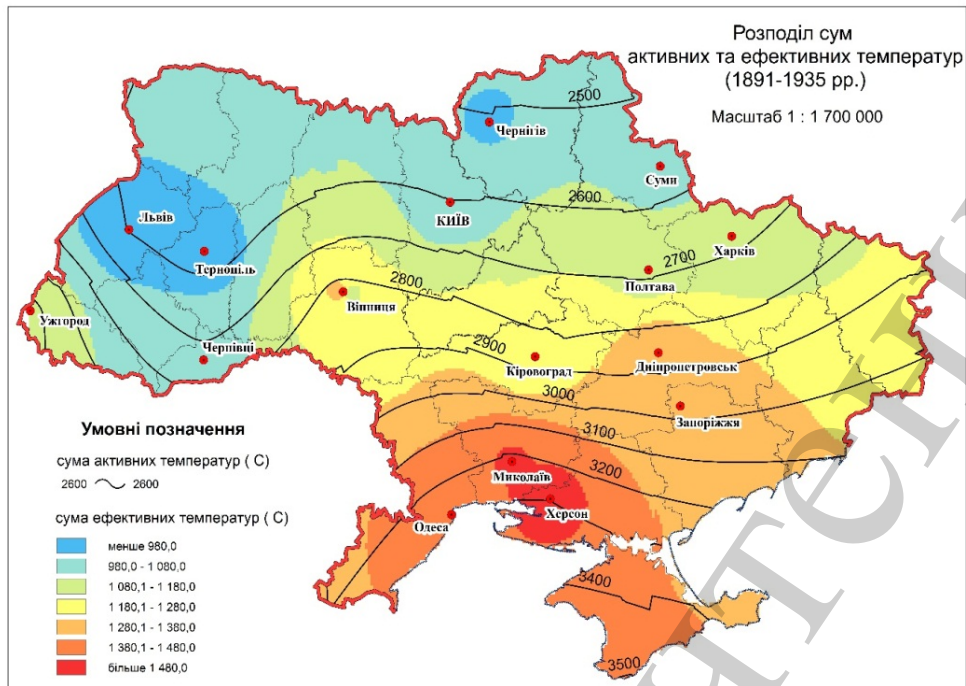 Розподіл сум
активних та ефективних температур
(1891-1935 рр.)
Масштаб 1 : 1 700 000
2500
Чернігів
Суми
2600
КИЇВ
Львів
Тернопіль
Харків
2700
Полтава
2800
Вінниця
Ужгород
Чернівці
2900
Кіровоград
Дніпропетровськ
3000
Запоріжжя
3100
3200
Миколаїв
Херсон
Одеса
3400
3500
Умовні позначення
сума активних температур ( С)
2600 2600
сума ефективних температур ( С)
менше 980,0
980,0 - 1 080,0
1 080,1 - 1 180,0
1 180,1 - 1 280,0
1 280,1 - 1 380,0
1 380,1 - 1 480,0
більше 1 480,0